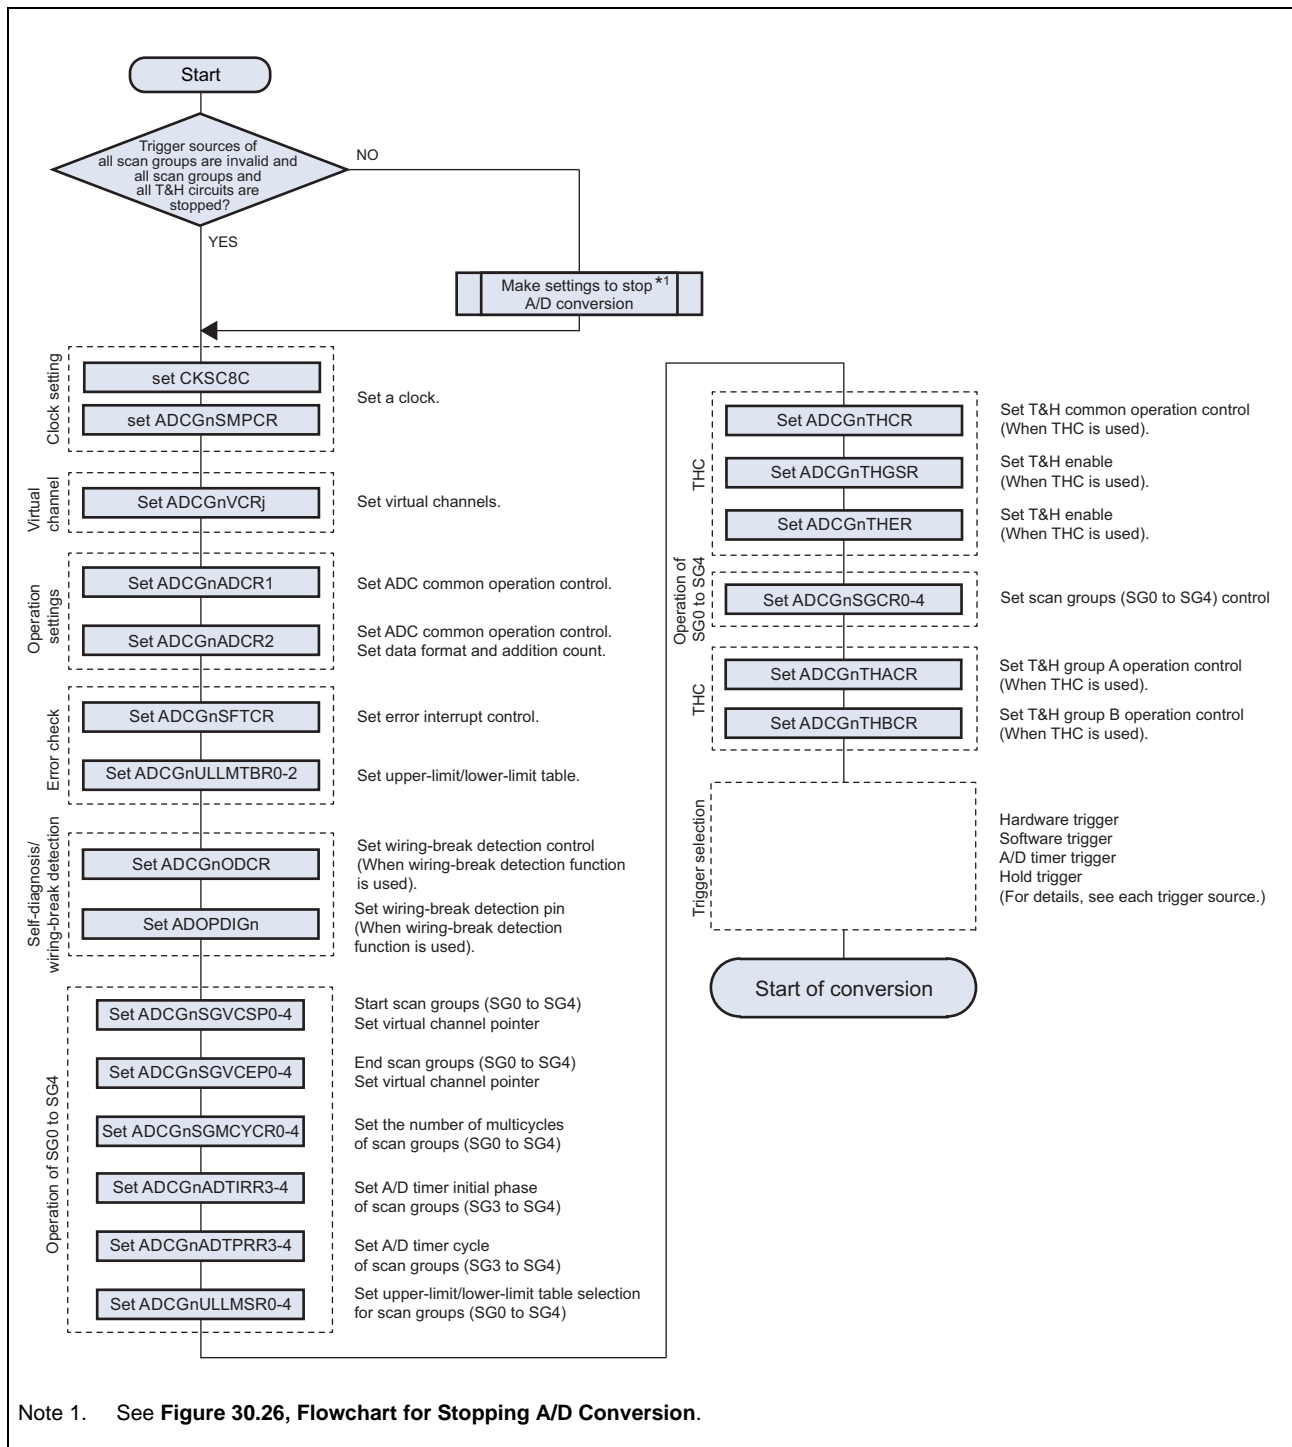 Start
Trigger sources of
all scan groups are invalid and
all scan groups and
all T&H circuits are
stopped?
NO
YES
Make settings to stop *1
A/D conversion
Clock setting
set CKSC8C
set ADCGnSMPCR
Set a clock.
Virtual
channel
Set ADCGnVCRj
Set virtual channels.
Operation
settings
Set ADCGnADCR1
Set ADC common operation control.
Set ADCGnADCR2
Set ADC common operation control.
Set data format and addition count.
Error check
Set ADCGnSFTCR
Set error interrupt control.
Set ADCGnULLMTBR0-2
Set upper-limit/lower-limit table.
Self-diagnosis/
wiring-break detection
Set ADCGnODCR
Set wiring-break detection control
(When wiring-break detection function
is used).
Set ADOPDIGn
Set wiring-break detection pin
(When wiring-break detection
function is used).
Operation of SG0 to SG4
Set ADCGnSGVCSP0-4
Start scan groups (SG0 to SG4)
Set virtual channel pointer
Set ADCGnSGVCEP0-4
End scan groups (SG0 to SG4)
Set virtual channel pointer
Set ADCGnSGMCYCR0-4
Set the number of multicycles
of scan groups (SG0 to SG4)
Set ADCGnADTIRR3-4
Set A/D timer initial phase
of scan groups (SG3 to SG4)
Set ADCGnADTPRR3-4
Set A/D timer cycle
of scan groups (SG3 to SG4)
Set ADCGnULLMSR0-4
Set upper-limit/lower-limit table selection
for scan groups (SG0 to SG4)
THC
Set ADCGnTHCR
Set T&H common operation control
(When THC is used).
Set ADCGnTHGSR
Set T&H enable
(When THC is used).
Set ADCGnTHER
Set T&H enable
(When THC is used).
Operation of
SG0 to SG4
Set ADCGnSGCR0-4
Set scan groups (SG0 to SG4) control
THC
Set ADCGnTHACR
Set T&H group A operation control
(When THC is used).
Set ADCGnTHBCR
Set T&H group B operation control
(When THC is used).
Trigger selection
Hardware trigger
Software trigger
A/D timer trigger
Hold trigger
(For details, see each trigger source.)
Start of conversion
Note 1. See Figure 30.26, Flowchart for Stopping A/D Conversion.